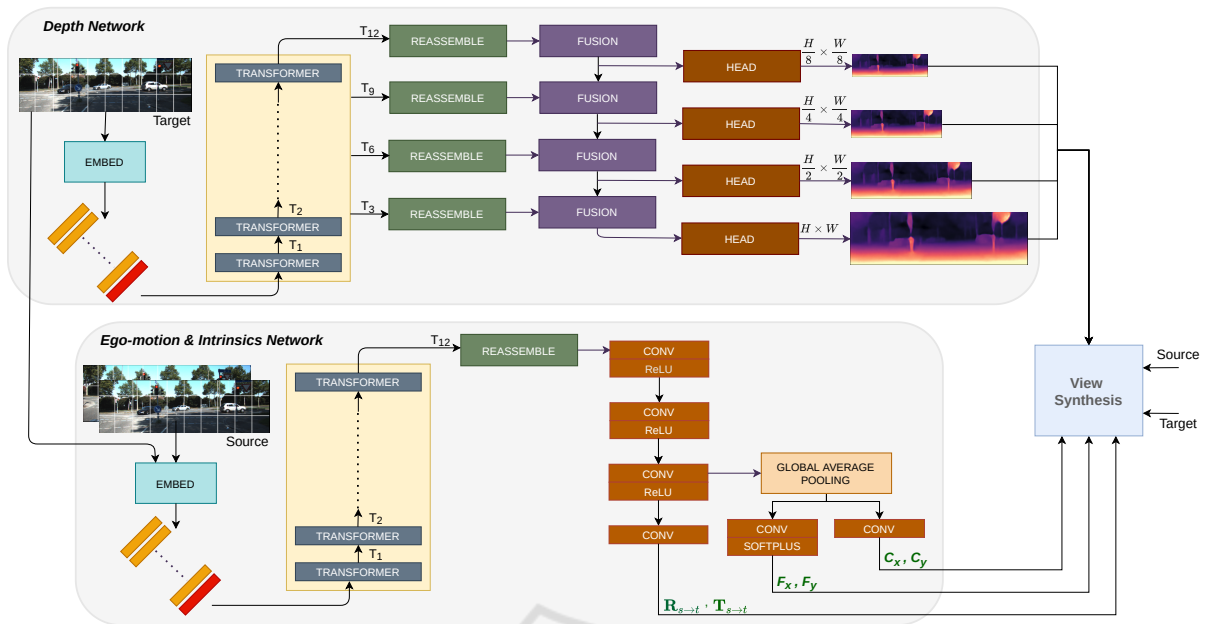 Depth Network
Target
EMBED
TRANSFORMER
T2
TRANSFORMER
T1
TRANSFORMER
T12
REASSEMBLE
FUSION
HEAD
H/8 × W/8
T9
REASSEMBLE
FUSION
HEAD
H/4 × W/4
T6
REASSEMBLE
FUSION
HEAD
H/2 × W/2
T3
REASSEMBLE
FUSION
HEAD
H × W
Ego-motion & Intrinsics Network
Source
EMBED
TRANSFORMER
T2
TRANSFORMER
T1
TRANSFORMER
T12
REASSEMBLE
CONV
ReLU
CONV
ReLU
CONV
ReLU
CONV
GLOBAL AVERAGE
POOLING
CONV
SOFTPLUS
CONV
Cx , Cy
Fx , Fy
Rs→t , Ts→t
View
Synthesis
Source
Target